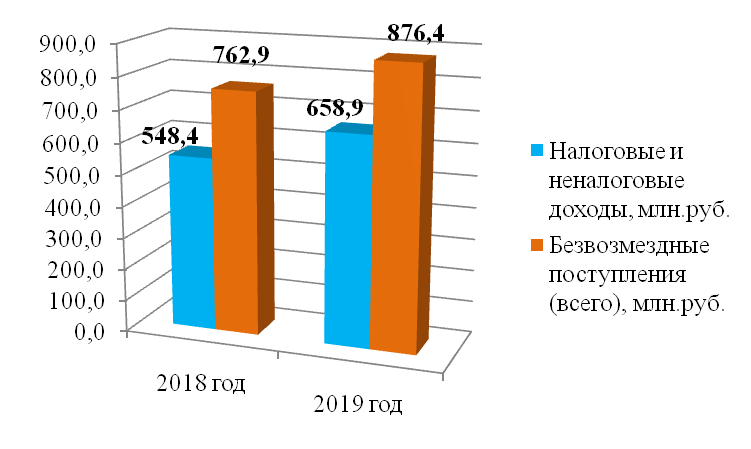 900,0
800,0
700,0
600,0
500,0
400,0
300,0
200,0
100,0
0,0
548,4
762,9
658,9
876,4
2018 год
2019 год
Налоговые и
неналоговые
доходы, млн.руб.
Безвозмездные
поступления
(всего), млн.руб.